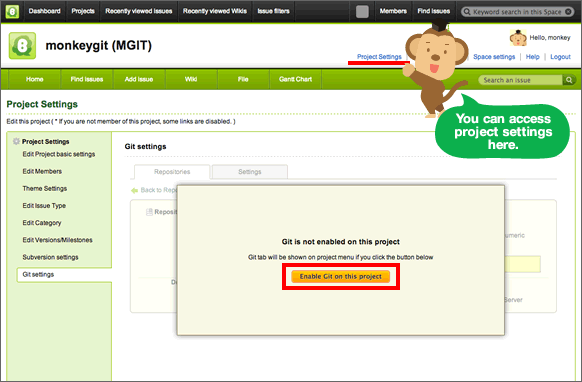 Dashboard Projects Recently viewed issues Recently viewed Wikis Issue filters Members Find Issues Keyword search in this Space
Hello, monkey
monkeygit (MGIT)
Project Settings Space settings Help Logout
Home Find Issues Add Issue Wiki File Gantt Chart Search an issue
You can access
project settings
here.
Project Settings
Edit this project ( * If you are not member of this project, some links are disabled. )
Project Settings
Edit Project basic settings
Edit Members
Theme Settings
Edit Issue Type
Edit Category
Edit Versions/Milestones
Subversion settings
Git settings
Git settings
Repositories Settings
Back to Repo
Reposito
Git is not enabled on this project
Git tab will be shown on project menu if you click the button below
Enable Git on this project
numeric
Server